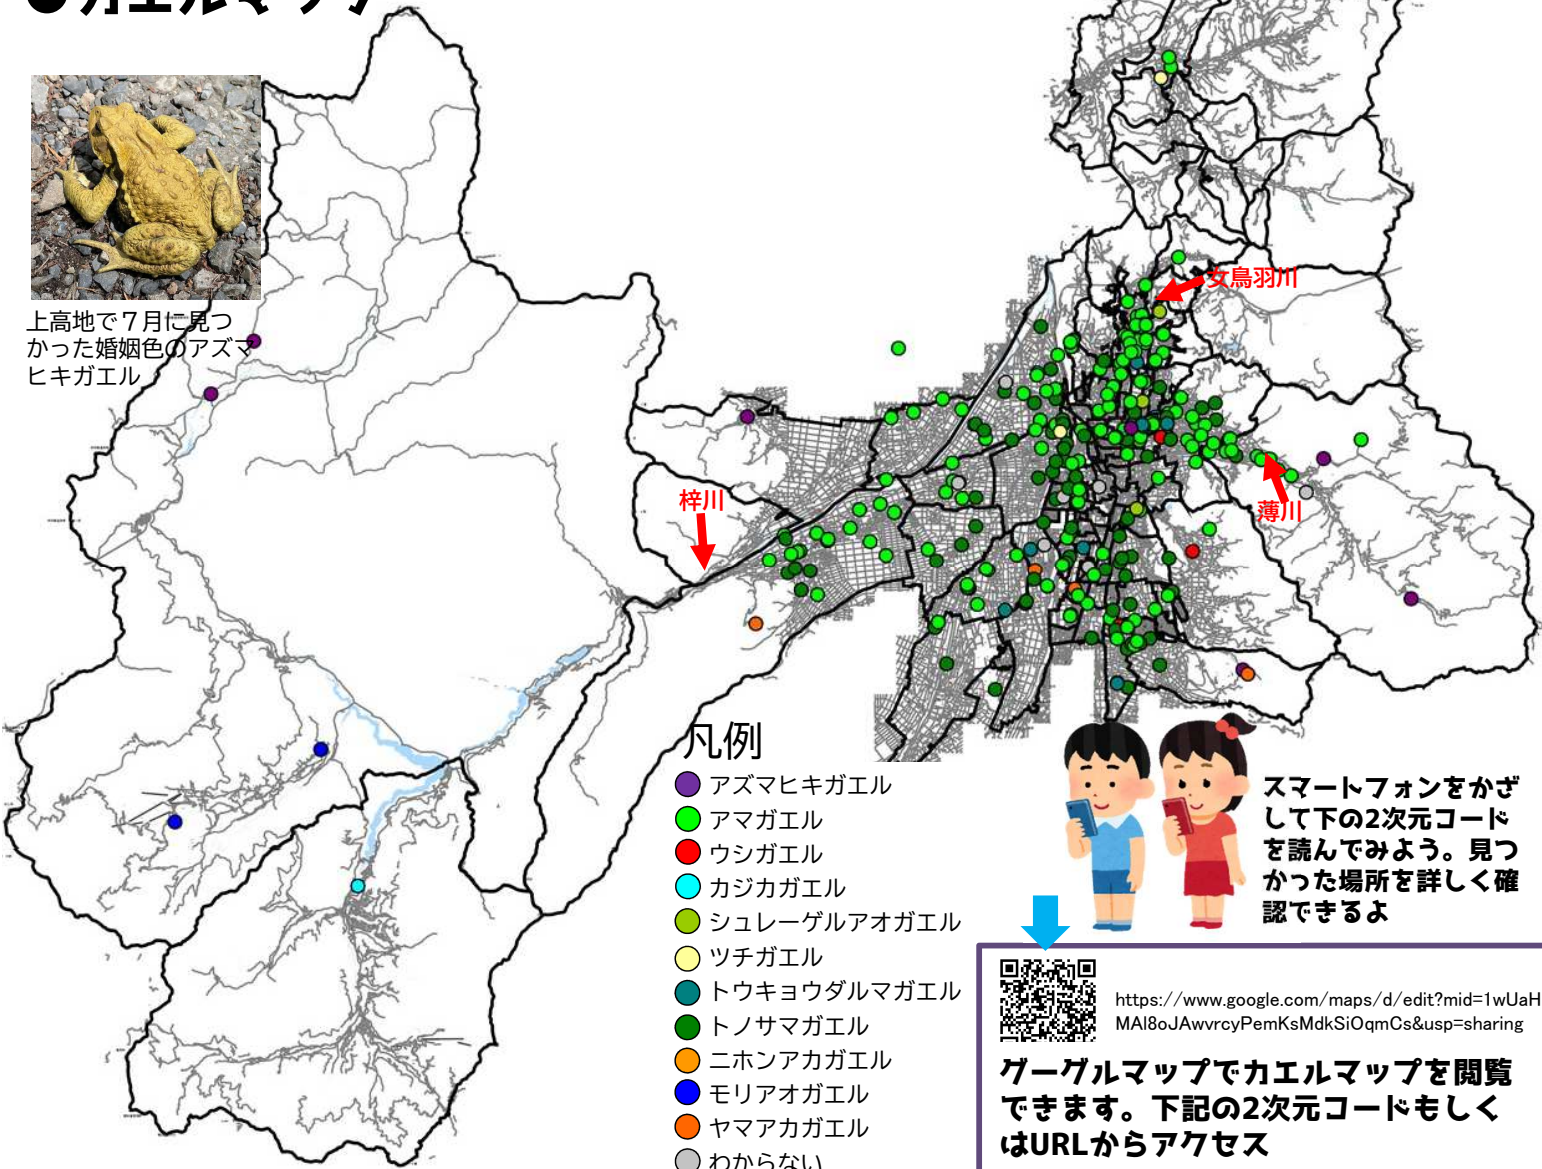 ●カエルマップ
上高地で７月に見つ
かった婚姻色のアズマ
ヒキガエル
女鳥羽川
梓川
薄川
凡例
アズマヒキガエル
アマガエル
ウシガエル
カジカガエル
シュレーゲルアオガエル
ツチガエル
トウキョウダルマガエル
トノサマガエル
ニホンアカガエル
モリアオガエル
ヤマアカガエル
わからない
スマートフォンをかざ
して下の2次元コード
を読んでみよう。見つ
かった場所を詳しく確
認できるよ
https://www.google.com/maps/d/edit?mid=1wUaH
MAl8oJAwvrcyPemKsMdkSiOqmCs&usp=sharing
グーグルマップでカエルマップを閲覧
できます。下記の2次元コードもしく
はURLからアクセス